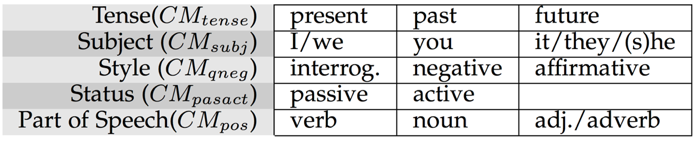 Tense(CM_tense) present past future
Subject (CM_subj) I/we you it/they/(s)he
Style (CM_qneg) interrog. negative affirmative
Status (CM_pasact) passive active
Part of Speech(CM_pos) verb noun adj./adverb